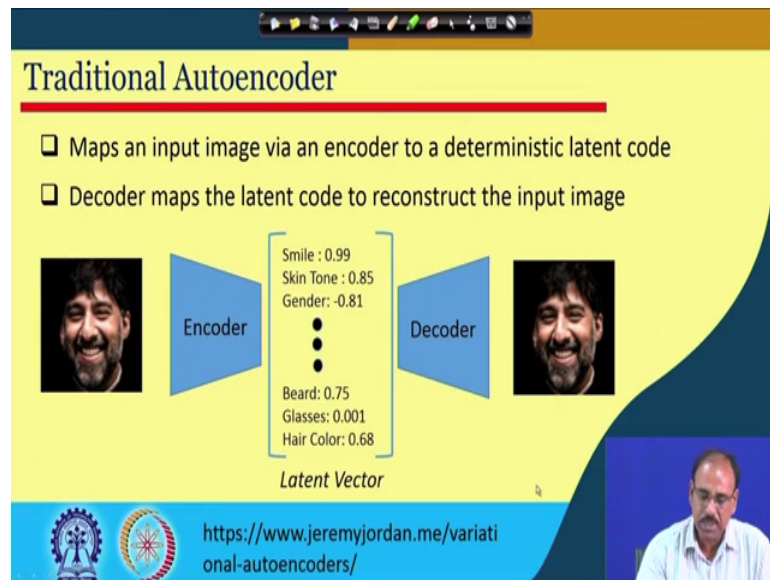 Traditional Autoencoder
❑ Maps an input image via an encoder to a deterministic latent code
❑ Decoder maps the latent code to reconstruct the input image
Encoder
Smile : 0.99
Skin Tone : 0.85
Gender: -0.81
Beard: 0.75
Glasses: 0.001
Hair Color: 0.68
Decoder
Latent Vector
https://www.jeremyjordan.me/variati
onal-autoencoders/